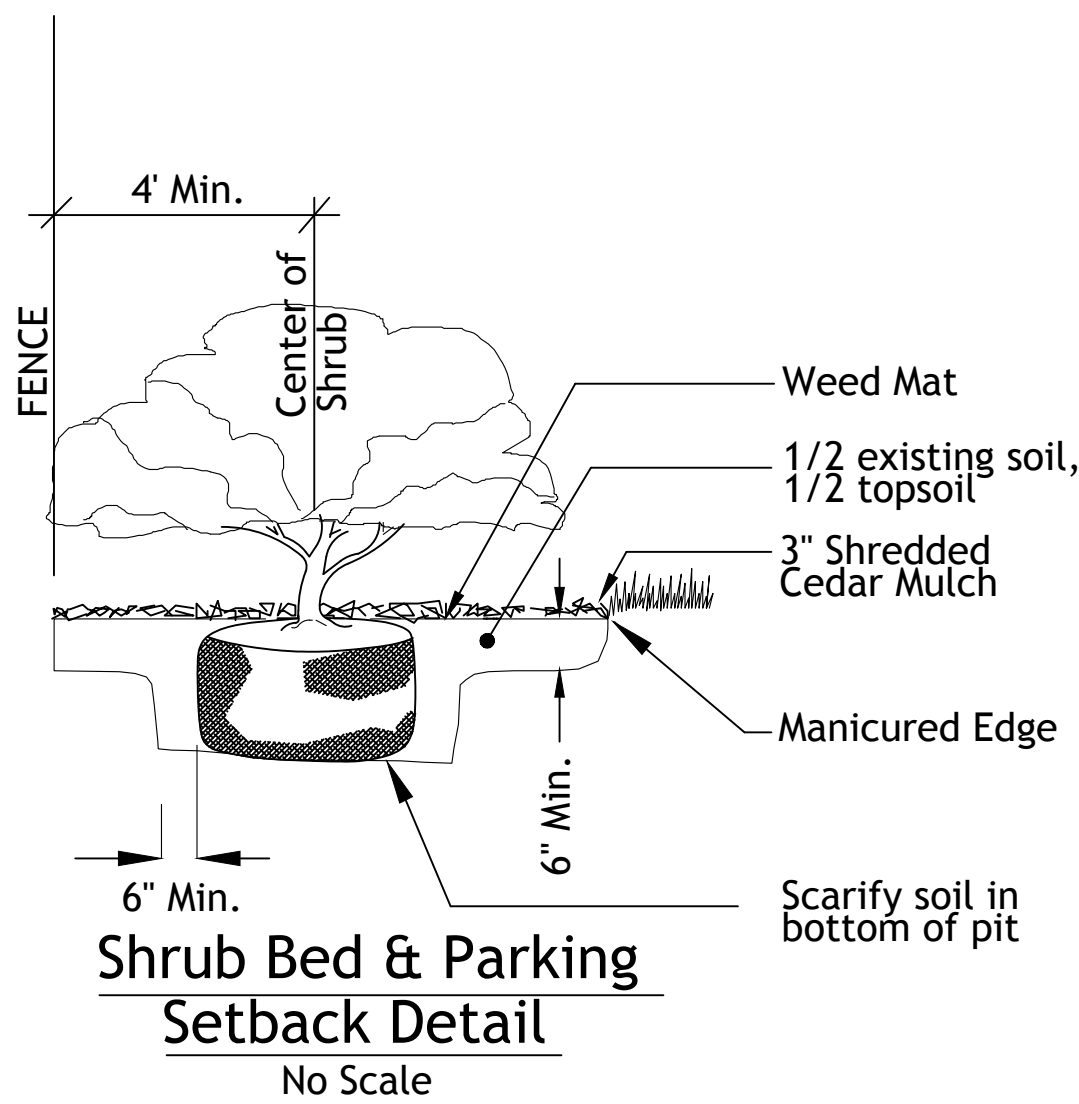 4' Min.
FENCE
Center of
Shrub
Weed Mat
1/2 existing soil,
1/2 topsoil
3" Shredded
Cedar Mulch
Manicured Edge
6" Min.
6" Min.
Scarify soil in
bottom of pit
Shrub Bed & Parking
Setback Detail
No Scale